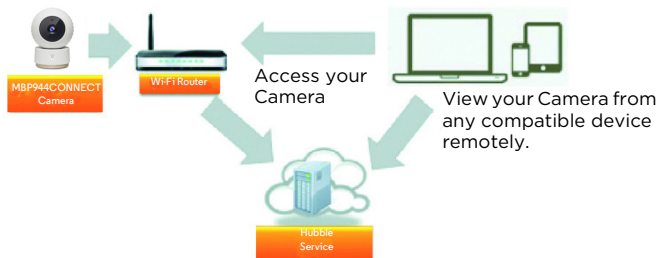 MBP944CONNECT
Camera
Wi-Fi Router
Access your
Camera
View your Camera from
any compatible device
remotely.
Hubble
Service